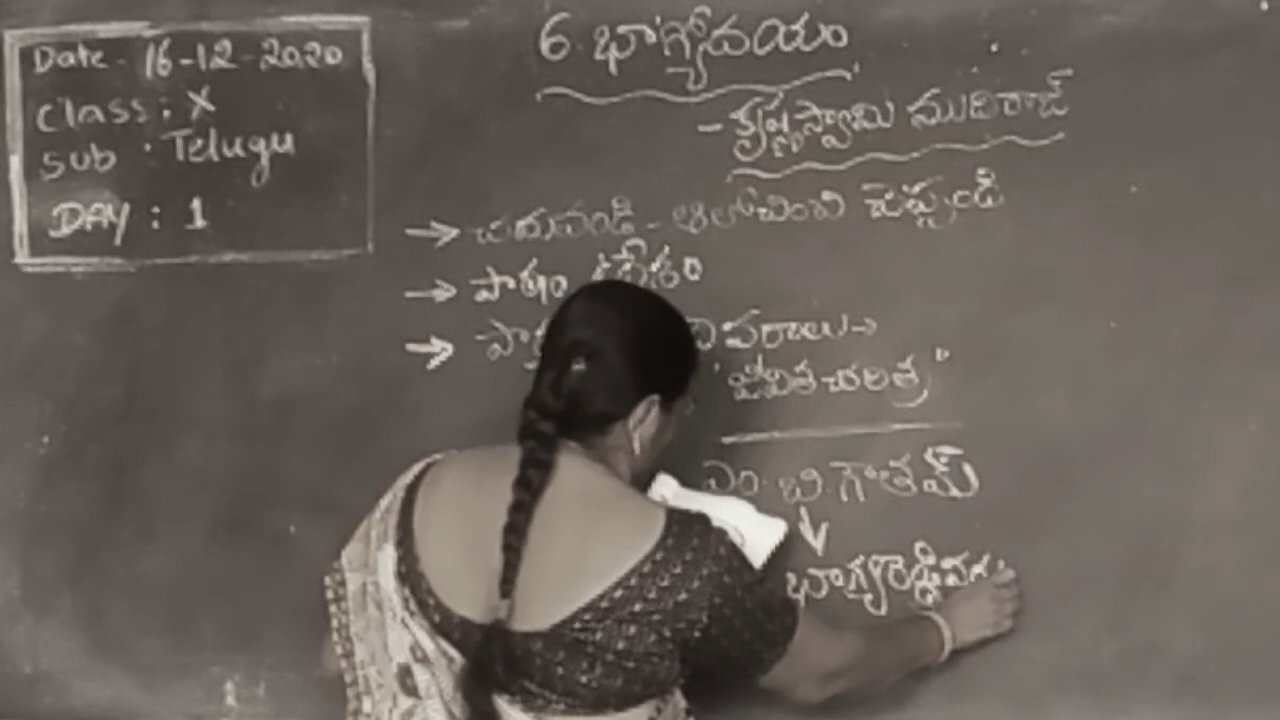 Date - 16-12-2020
Class : X
Sub : Telugu
DAY : 1
6. భాగ్యోదయం
- కృష్ణస్వామి ముదిరాజ్
→ చదువండి - ఆలోచించి చెప్పండి
→ పాఠ్యం ఉద్దేశం
→ వివరాలు →
"జీవిత చరిత్ర"
ఎం. బి. గౌతమ్
↓
భాగ్యరెడ్డివర్మ